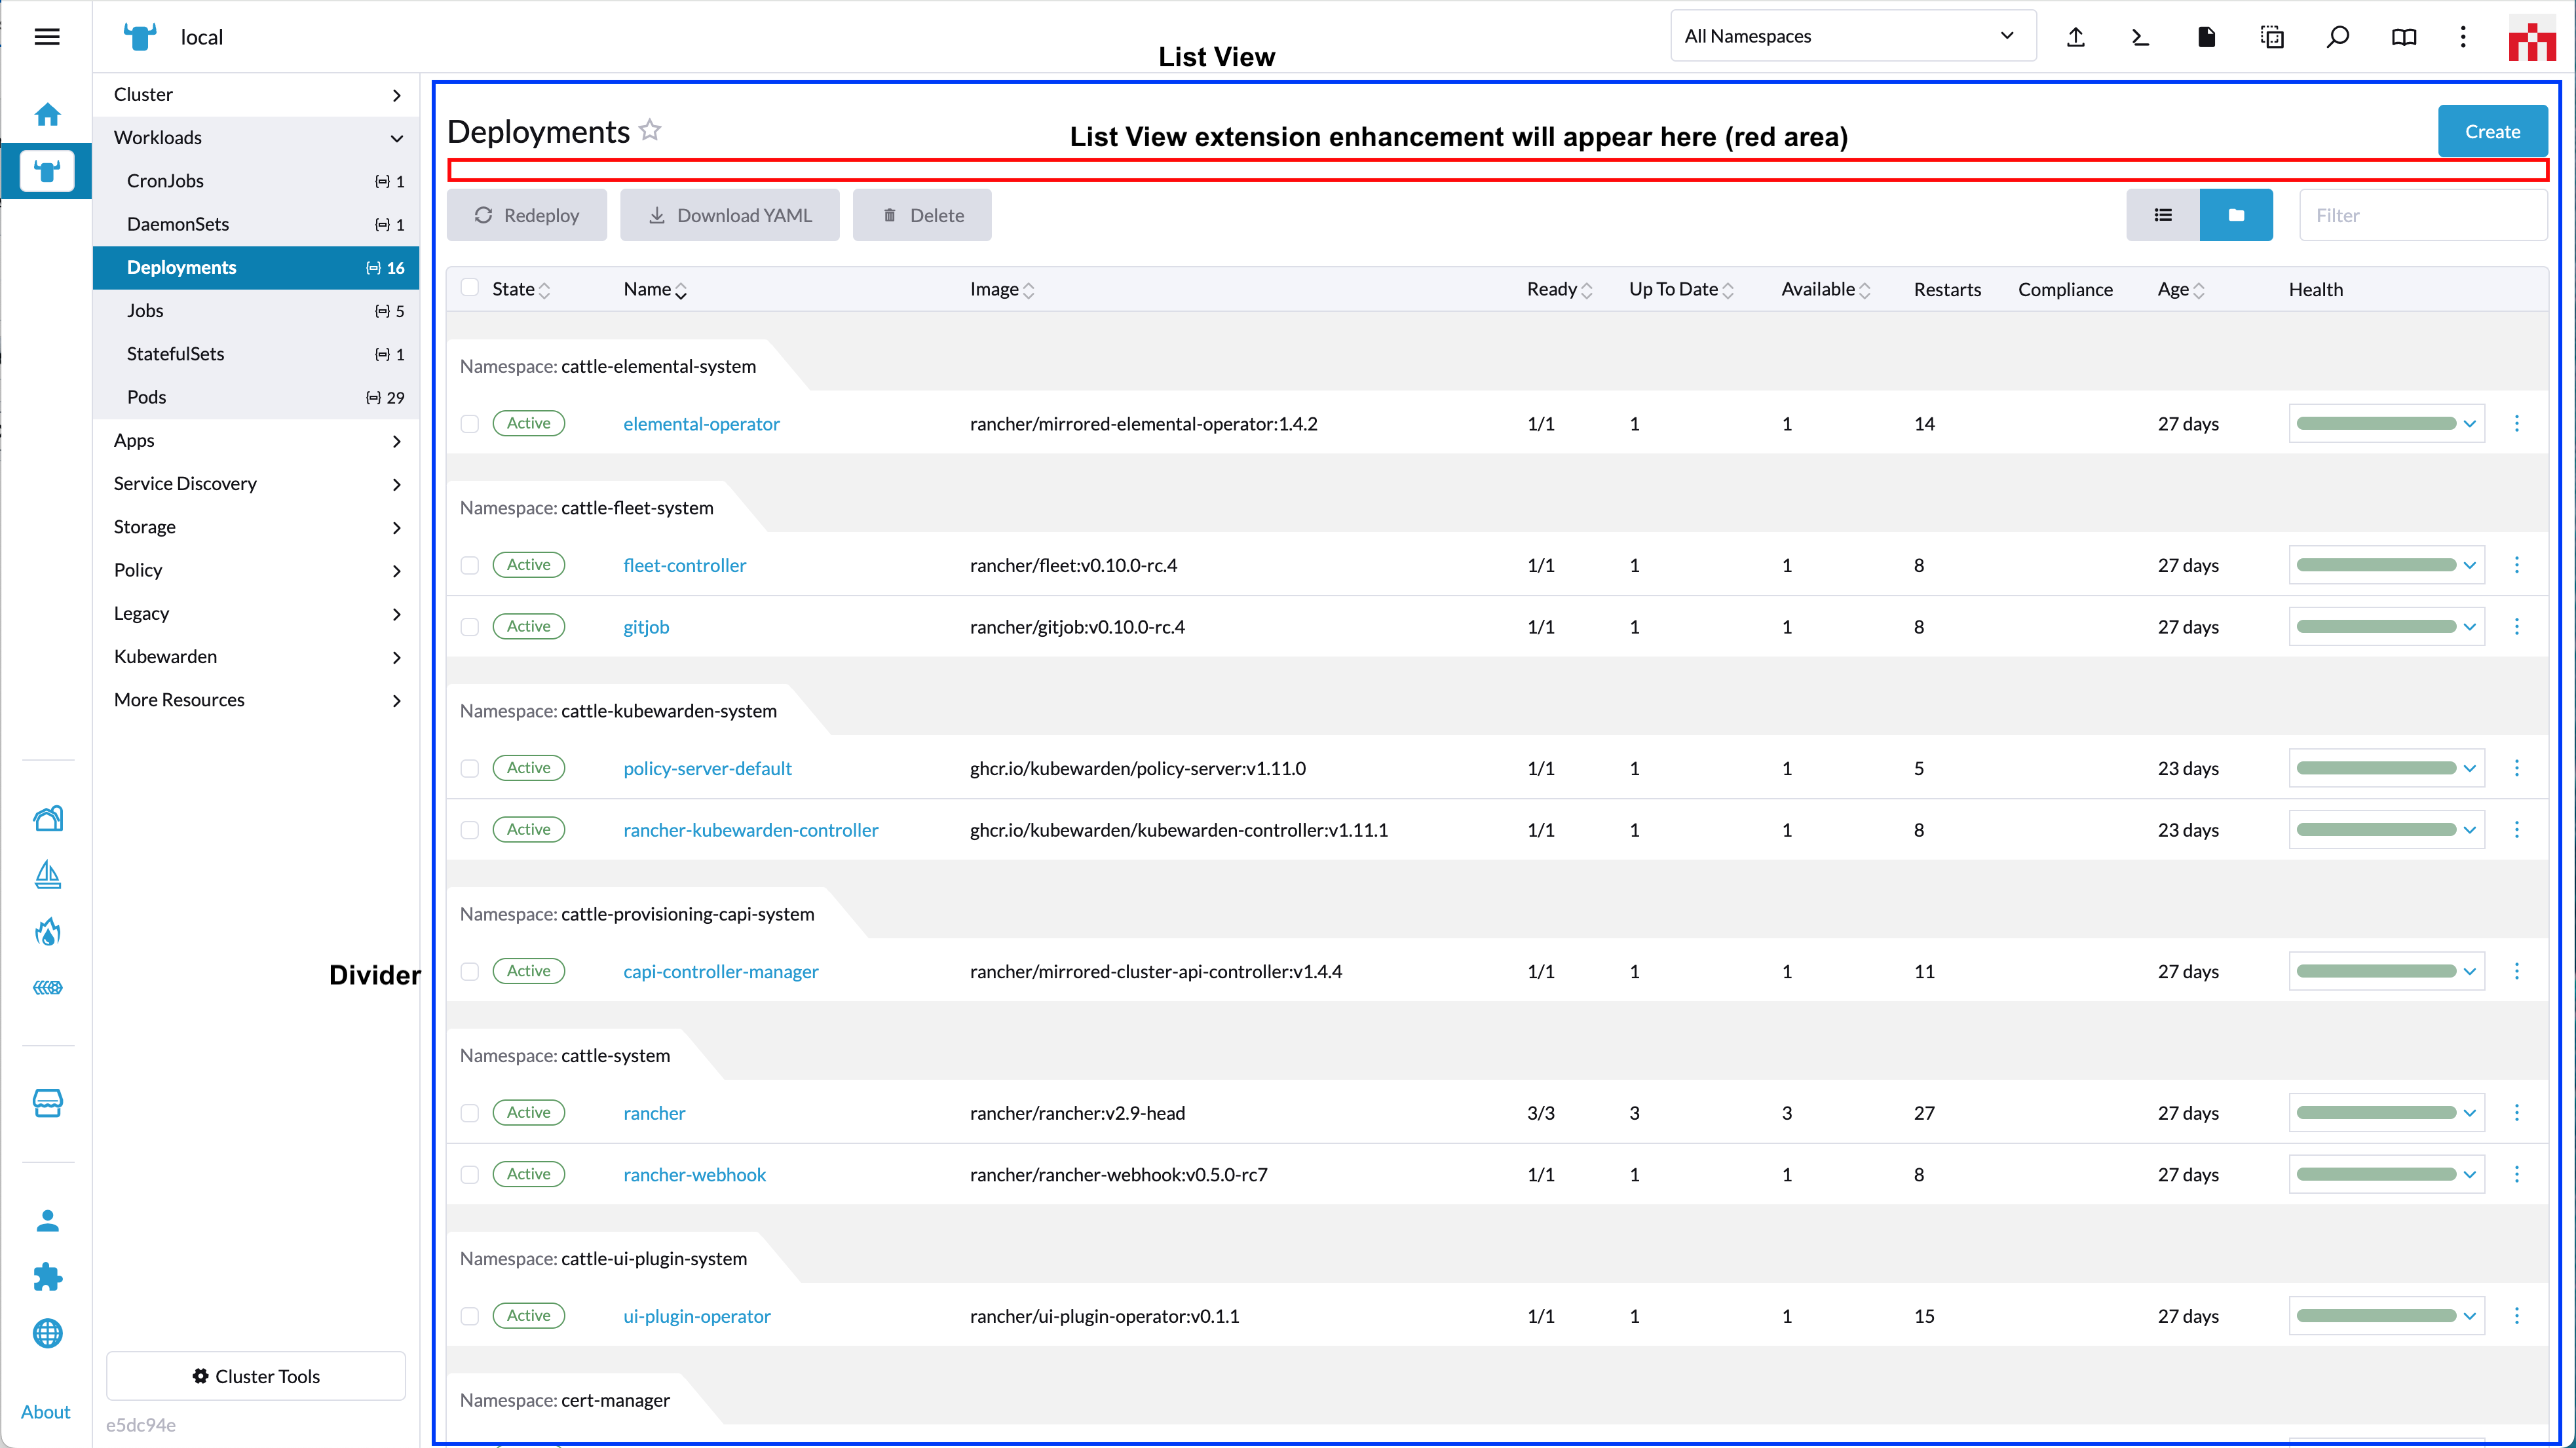 local
All Namespaces
List View
Cluster
Workloads
CronJobs 1
DaemonSets 1
Deployments 16
Jobs 5
StatefulSets 1
Pods 29
Apps
Service Discovery
Storage
Policy
Legacy
Kubewarden
More Resources
Divider
Cluster Tools
About
e5dc94e
Deployments
List View extension enhancement will appear here (red area)
Create
Redeploy Download YAML Delete
Filter
State Name Image Ready Up To Date Available Restarts Compliance Age Health
Namespace: cattle-elemental-system
Active elemental-operator rancher/mirrored-elemental-operator:1.4.2 1/1 1 1 14 27 days
Namespace: cattle-fleet-system
Active fleet-controller rancher/fleet:v0.10.0-rc.4 1/1 1 1 8 27 days
Active gitjob rancher/gitjob:v0.10.0-rc.4 1/1 1 1 8 27 days
Namespace: cattle-kubewarden-system
Active policy-server-default ghcr.io/kubewarden/policy-server:v1.11.0 1/1 1 1 5 23 days
Active rancher-kubewarden-controller ghcr.io/kubewarden/kubewarden-controller:v1.11.1 1/1 1 1 8 23 days
Namespace: cattle-provisioning-capi-system
Active capi-controller-manager rancher/mirrored-cluster-api-controller:v1.4.4 1/1 1 1 11 27 days
Namespace: cattle-system
Active rancher rancher/rancher:v2.9-head 3/3 3 3 27 27 days
Active rancher-webhook rancher/rancher-webhook:v0.5.0-rc7 1/1 1 1 8 27 days
Namespace: cattle-ui-plugin-system
Active ui-plugin-operator rancher/ui-plugin-operator:v0.1.1 1/1 1 1 15 27 days
Namespace: cert-manager